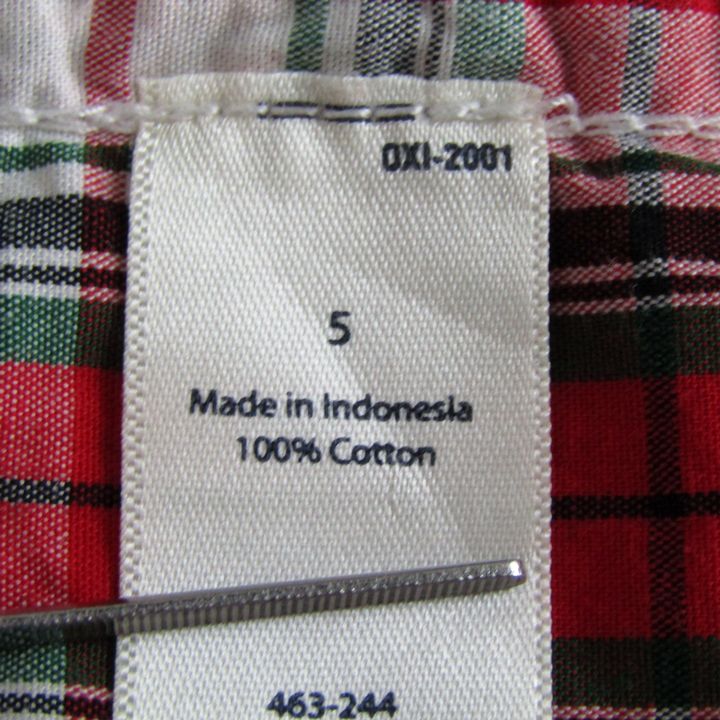 OXI-2001
5
Made in Indonesia
100% Cotton
463-244